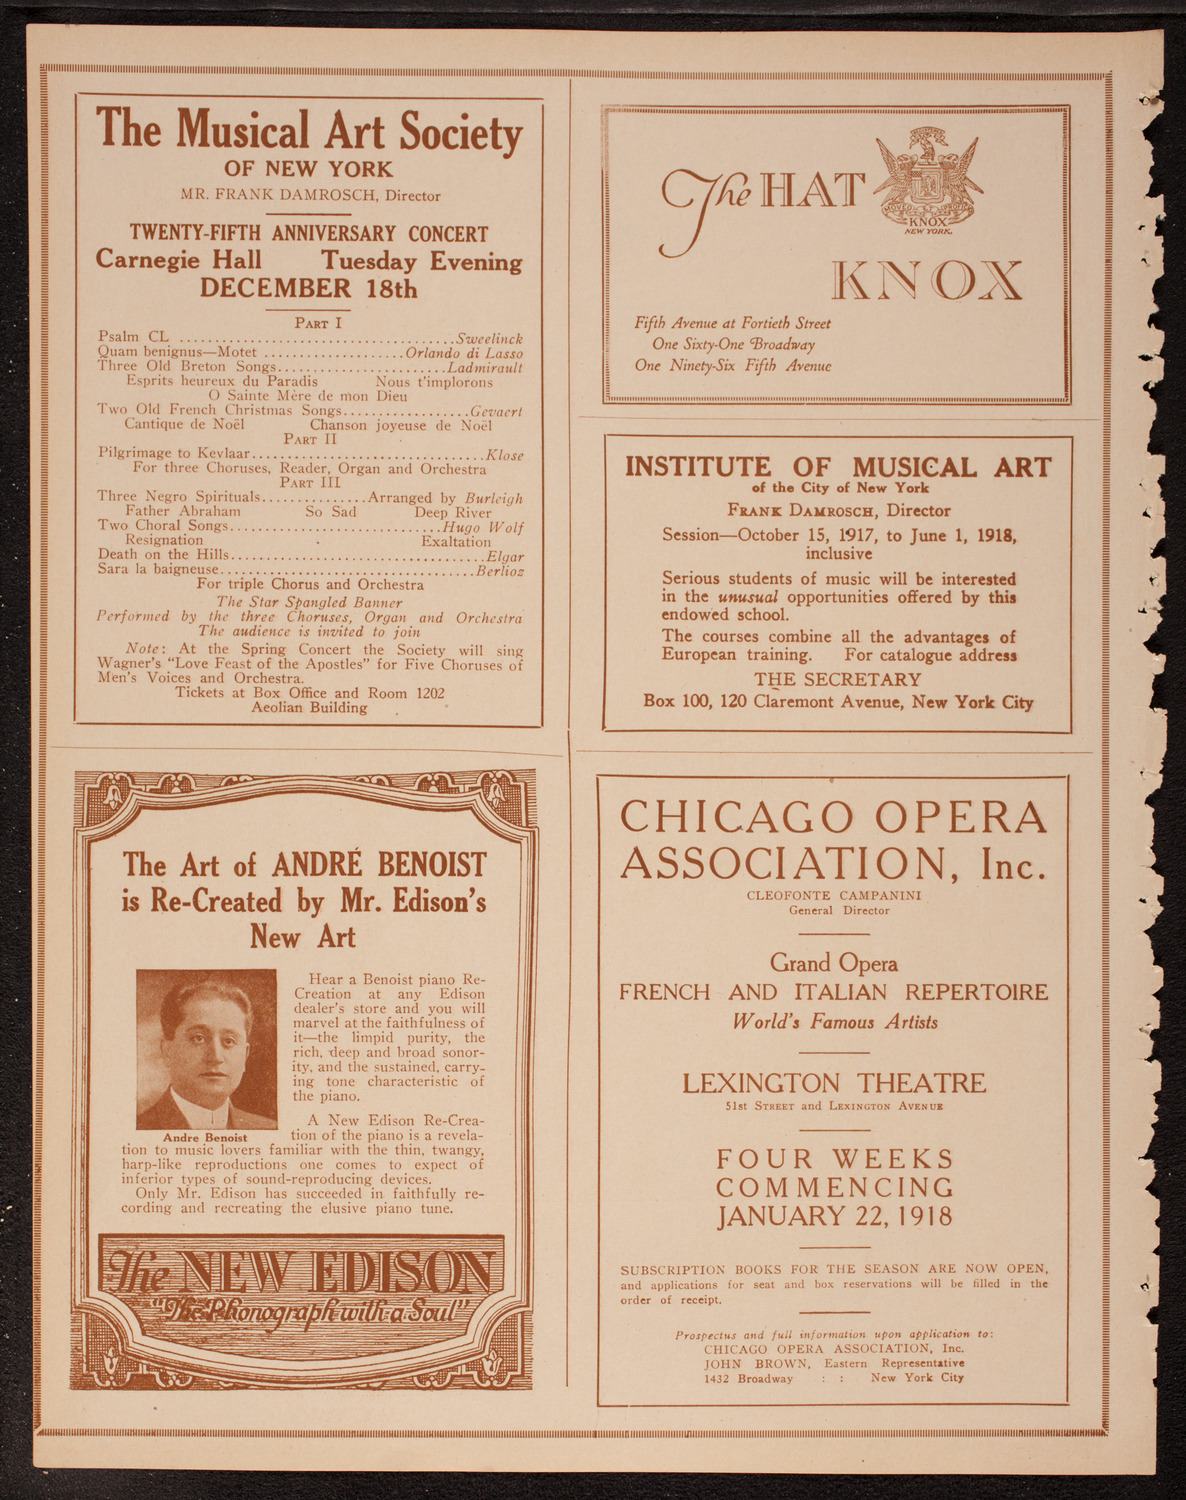 The Musical Art Society
OF NEW YORK
MR. FRANK DAMROSCH, Director
TWENTY-FIFTH ANNIVERSARY CONCERT
Carnegie Hall Tuesday Evening
DECEMBER 18th
PART I
Psalm CL ....................................Sweelinck
Quam benignus—Motet ....................Orlando di Lasso
Three Old Breton Songs........................Ladmirault
Esprits heureux du Paradis Nous t'implorons
O Sainte Mère de mon Dieu
Two Old French Christmas Songs..................Gevaert
Cantique de Noël Chanson joyeuse de Noël
PART II
Pilgrimage to Kevlaar.................................Klose
For three Choruses, Reader, Organ and Orchestra
PART III
Three Negro Spirituals...............Arranged by Burleigh
Father Abraham So Sad Deep River
Two Choral Songs..............................Hugo Wolf
Resignation Exaltation
Death on the Hills....................................Elgar
Sara la baigneuse....................................Berlioz
For triple Chorus and Orchestra
The Star Spangled Banner
Performed by the three Choruses, Organ and Orchestra
The audience is invited to join
Note: At the Spring Concert the Society will sing
Wagner's "Love Feast of the Apostles" for Five Choruses of
Men's Voices and Orchestra.
Tickets at Box Office and Room 1202
Aeolian Building
The HAT
KNOX
NEW YORK.
KNOX
Fifth Avenue at Fortieth Street
One Sixty-One Broadway
One Ninety-Six Fifth Avenue
INSTITUTE OF MUSICAL ART
of the City of New York
FRANK DAMROSCH, Director
Session—October 15, 1917, to June 1, 1918,
inclusive
Serious students of music will be interested
in the unusual opportunities offered by this
endowed school.
The courses combine all the advantages of
European training. For catalogue address
THE SECRETARY
Box 100, 120 Claremont Avenue, New York City
The Art of ANDRÉ BENOIST
is Re-Created by Mr. Edison's
New Art
Hear a Benoist piano Re-
Creation at any Edison
dealer's store and you will
marvel at the faithfulness of
it—the limpid purity, the
rich, deep and broad sonor-
ity, and the sustained, carry-
ing tone characteristic of
the piano.
A New Edison Re-Crea-
Andre Benoist
tion of the piano is a revela-
tion to music lovers familiar with the thin, twangy,
harp-like reproductions one comes to expect of
inferior types of sound-reproducing devices.
Only Mr. Edison has succeeded in faithfully re-
cording and recreating the elusive piano tune.
The NEW EDISON
"The Phonograph with a Soul"
CHICAGO OPERA
ASSOCIATION, Inc.
CLEOFONTE CAMPANINI
General Director
Grand Opera
FRENCH AND ITALIAN REPERTOIRE
World's Famous Artists
LEXINGTON THEATRE
51st STREET and LEXINGTON AVENUE
FOUR WEEKS
COMMENCING
JANUARY 22, 1918
SUBSCRIPTION BOOKS FOR THE SEASON ARE NOW OPEN,
and applications for seat and box reservations will be filled in the
order of receipt.
Prospectus and full information upon application to:
CHICAGO OPERA ASSOCIATION, Inc.
JOHN BROWN, Eastern Representative
1432 Broadway : : New York City